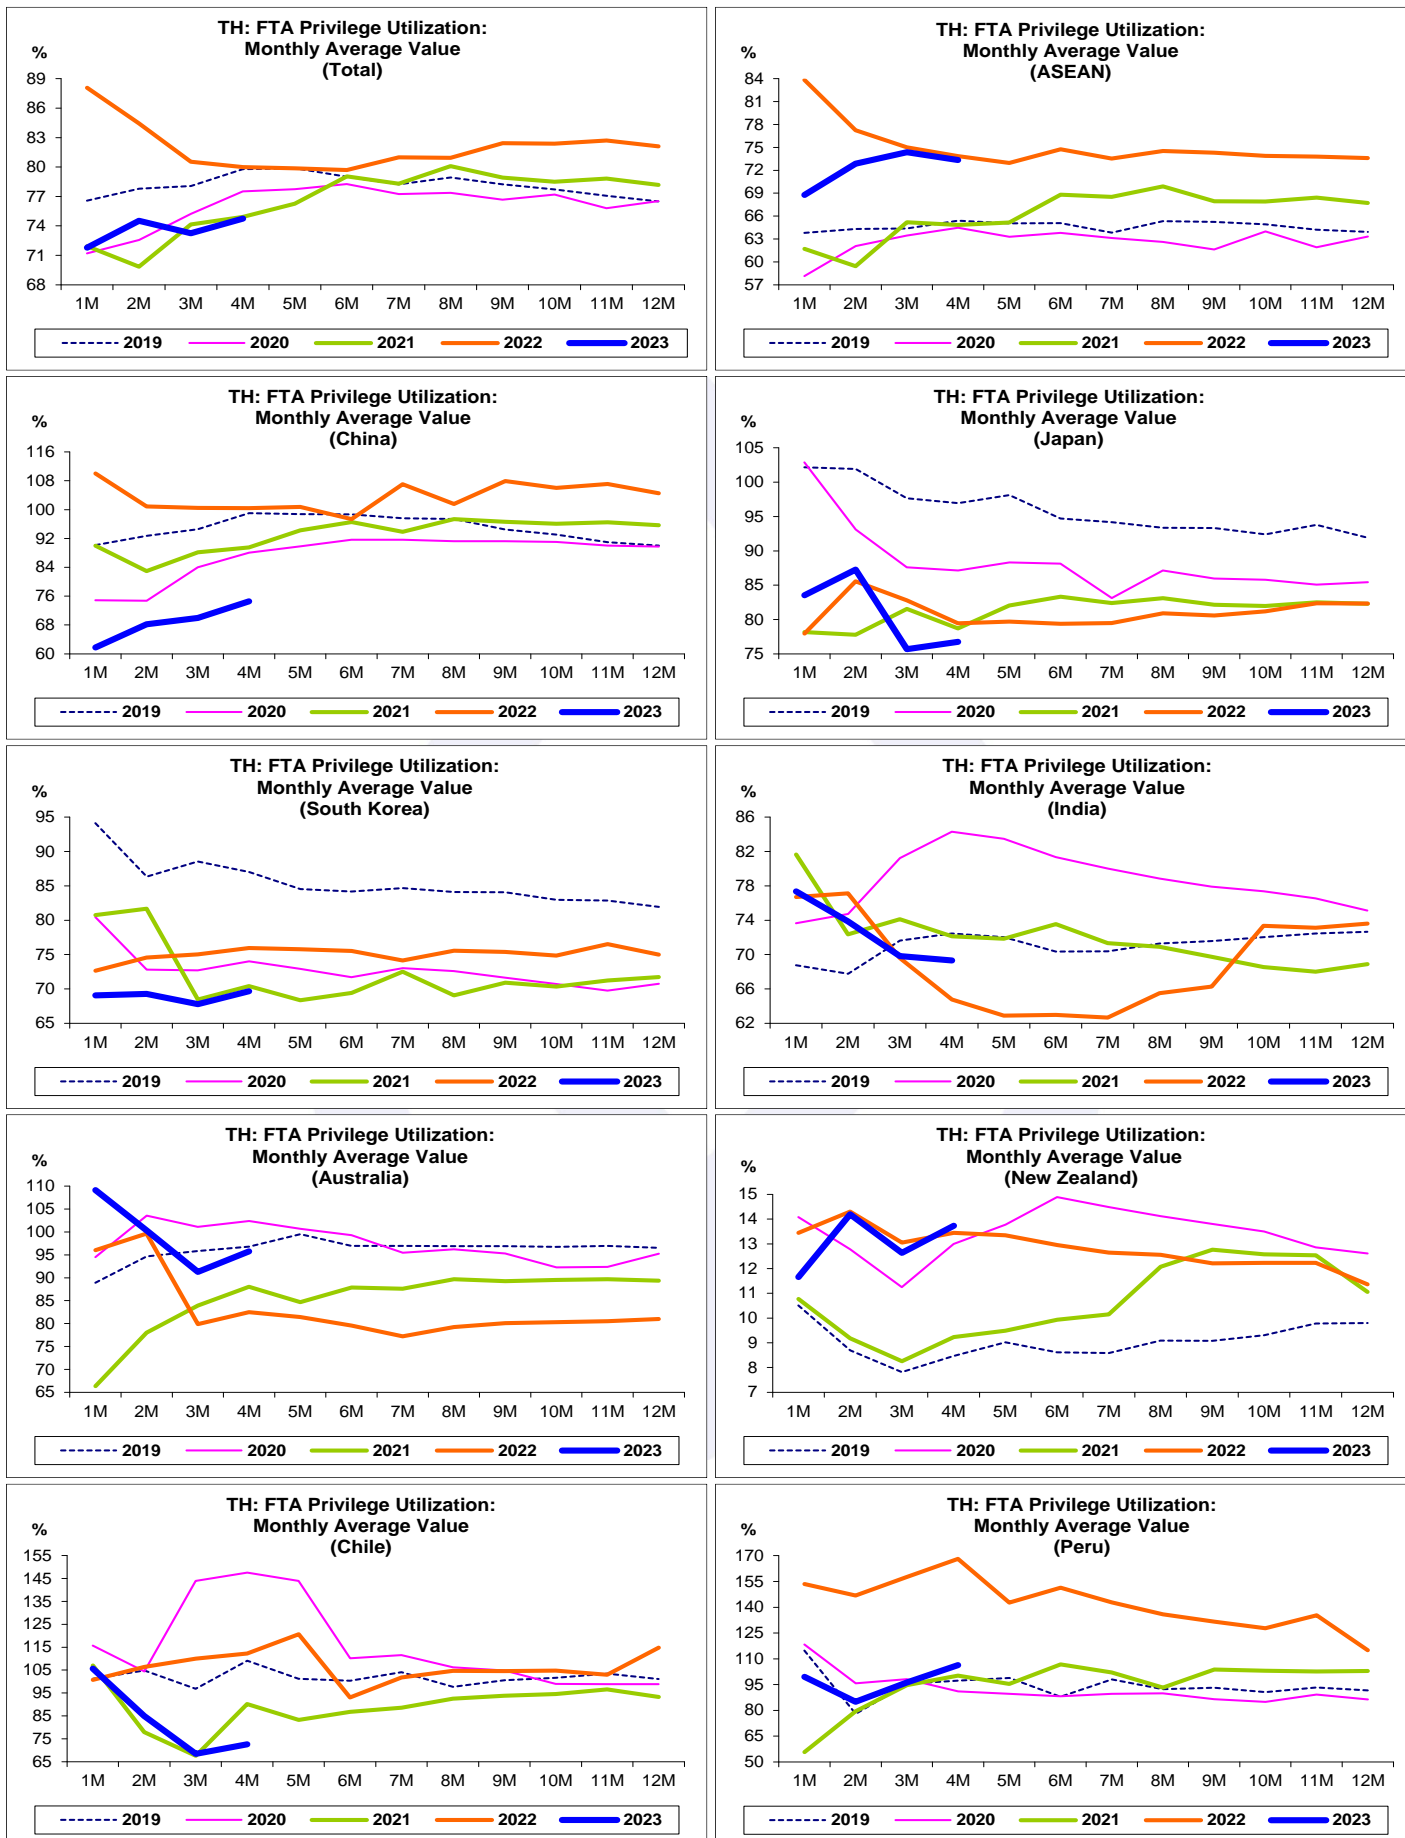 TH: FTA Privilege Utilization:
Monthly Average Value
(Total)
%
89
86
83
80
77
74
71
68
1M 2M 3M 4M 5M 6M 7M 8M 9M 10M 11M 12M
2019 2020 2021 2022 2023
TH: FTA Privilege Utilization:
Monthly Average Value
(ASEAN)
%
84
81
78
75
72
69
66
63
60
57
1M 2M 3M 4M 5M 6M 7M 8M 9M 10M 11M 12M
2019 2020 2021 2022 2023
TH: FTA Privilege Utilization:
Monthly Average Value
(China)
%
116
108
100
92
84
76
68
60
1M 2M 3M 4M 5M 6M 7M 8M 9M 10M 11M 12M
2019 2020 2021 2022 2023
TH: FTA Privilege Utilization:
Monthly Average Value
(Japan)
%
105
100
95
90
85
80
75
1M 2M 3M 4M 5M 6M 7M 8M 9M 10M 11M 12M
2019 2020 2021 2022 2023
TH: FTA Privilege Utilization:
Monthly Average Value
(South Korea)
%
95
90
85
80
75
70
65
1M 2M 3M 4M 5M 6M 7M 8M 9M 10M 11M 12M
2019 2020 2021 2022 2023
TH: FTA Privilege Utilization:
Monthly Average Value
(India)
%
86
82
78
74
70
66
62
1M 2M 3M 4M 5M 6M 7M 8M 9M 10M 11M 12M
2019 2020 2021 2022 2023
TH: FTA Privilege Utilization:
Monthly Average Value
(Australia)
%
110
105
100
95
90
85
80
75
70
65
1M 2M 3M 4M 5M 6M 7M 8M 9M 10M 11M 12M
2019 2020 2021 2022 2023
TH: FTA Privilege Utilization:
Monthly Average Value
(New Zealand)
%
15
14
13
12
11
10
9
8
7
1M 2M 3M 4M 5M 6M 7M 8M 9M 10M 11M 12M
2019 2020 2021 2022 2023
TH: FTA Privilege Utilization:
Monthly Average Value
(Chile)
%
155
145
135
125
115
105
95
85
75
65
1M 2M 3M 4M 5M 6M 7M 8M 9M 10M 11M 12M
2019 2020 2021 2022 2023
TH: FTA Privilege Utilization:
Monthly Average Value
(Peru)
%
170
155
140
125
110
95
80
65
50
1M 2M 3M 4M 5M 6M 7M 8M 9M 10M 11M 12M
2019 2020 2021 2022 2023